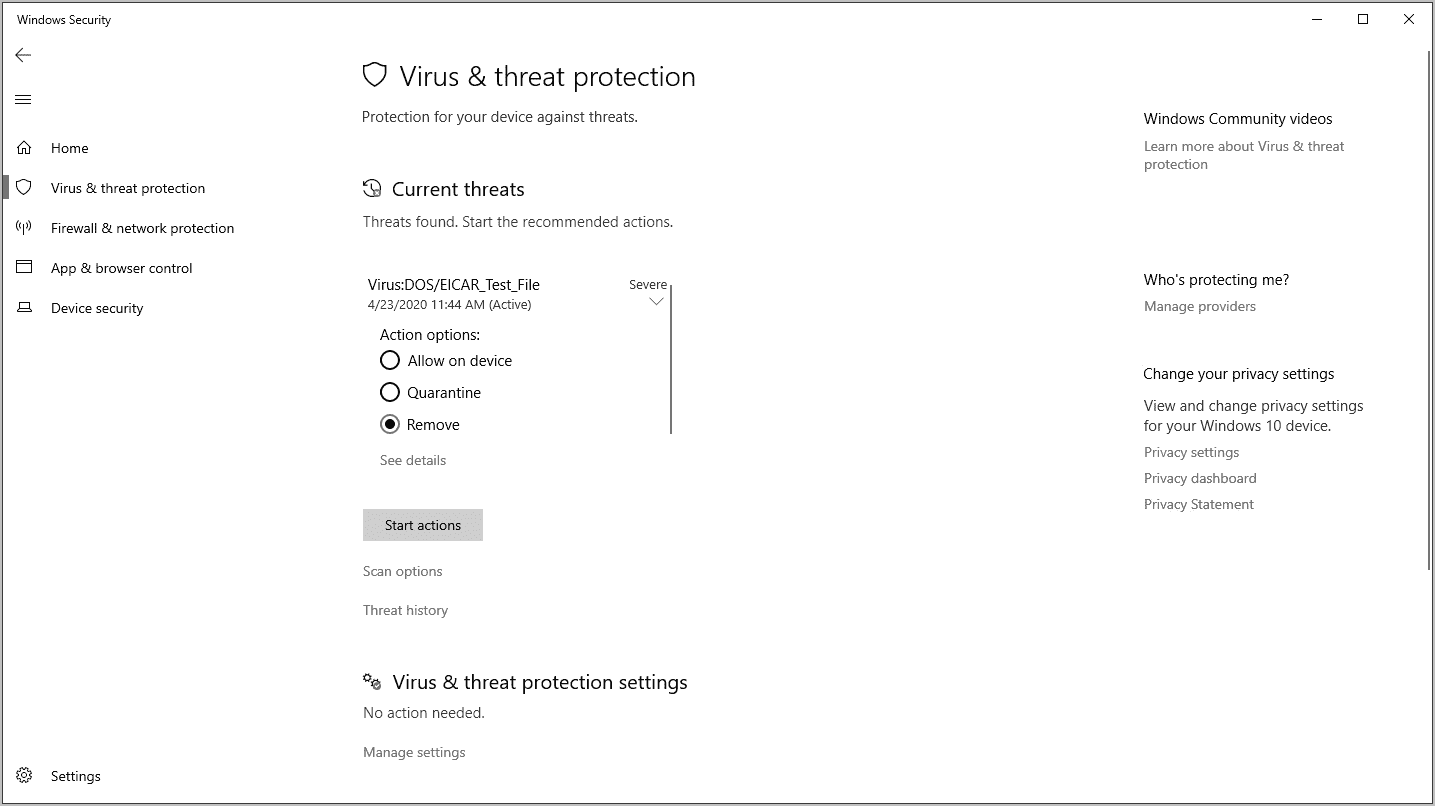 Windows Security
Home
Virus & threat protection
Firewall & network protection
App & browser control
Device security
Settings
Virus & threat protection
Protection for your device against threats.
Current threats
Threats found. Start the recommended actions.
Virus:DOS/EICAR_Test_File
Severe
4/23/2020 11:44 AM (Active)
Action options:
Allow on device
Quarantine
Remove
See details
Start actions
Scan options
Threat history
Virus & threat protection settings
No action needed.
Manage settings
Windows Community videos
Learn more about Virus & threat
protection
Who's protecting me?
Manage providers
Change your privacy settings
View and change privacy settings
for your Windows 10 device.
Privacy settings
Privacy dashboard
Privacy Statement